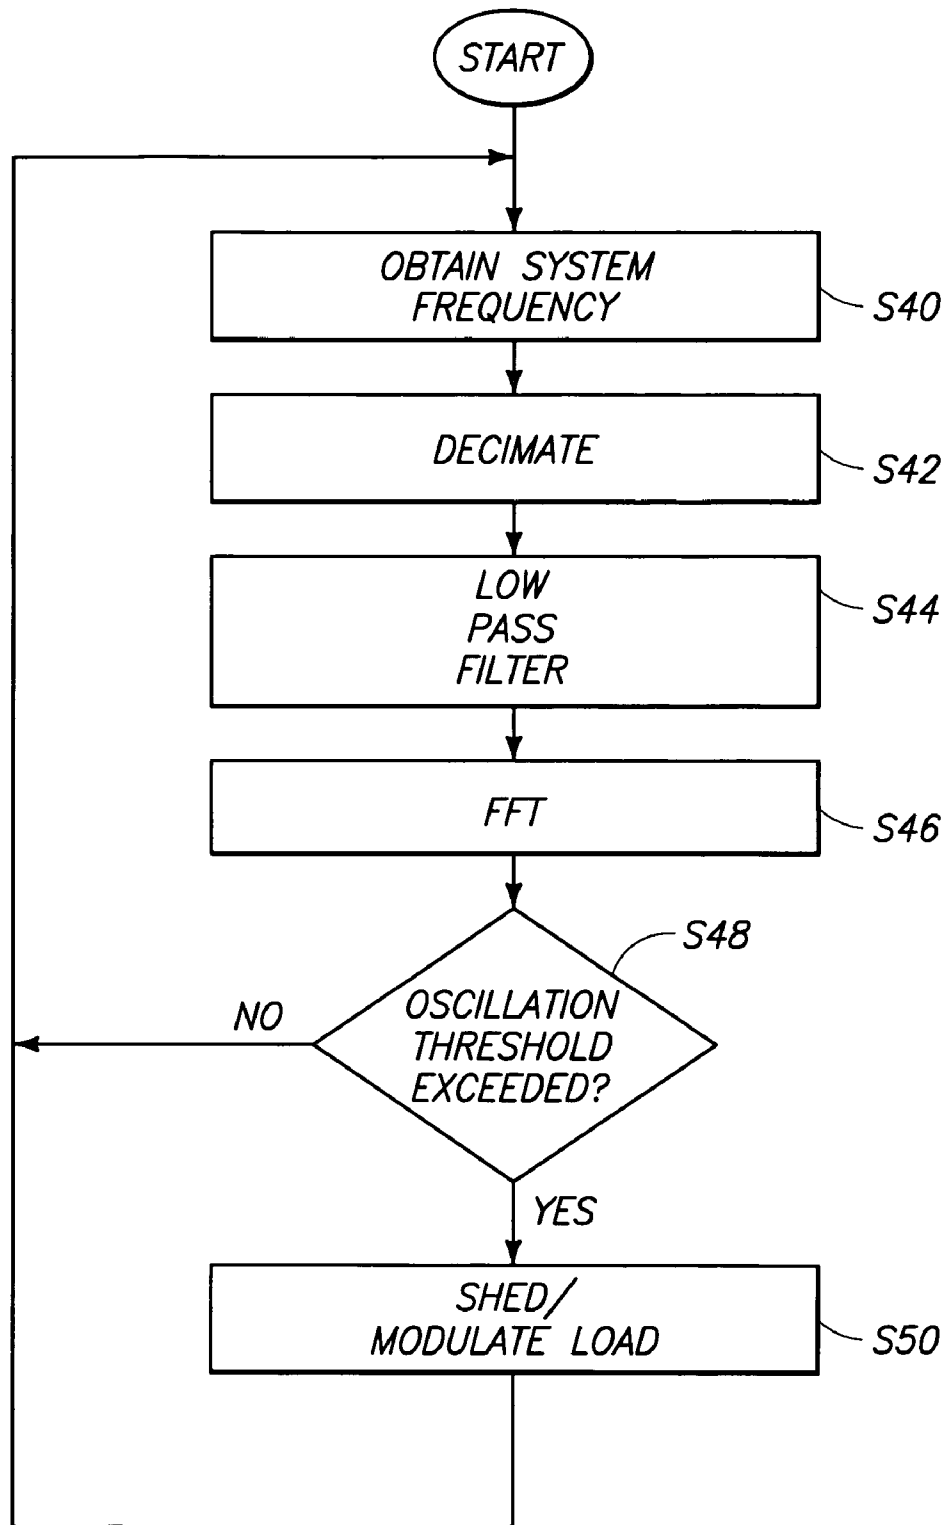 START
OBTAIN SYSTEM
FREQUENCY
S40
DECIMATE
S42
LOW
PASS
FILTER
S44
FFT
S46
S48
OSCILLATION
THRESHOLD
EXCEEDED?
NO
YES
SHED/
MODULATE LOAD
S50